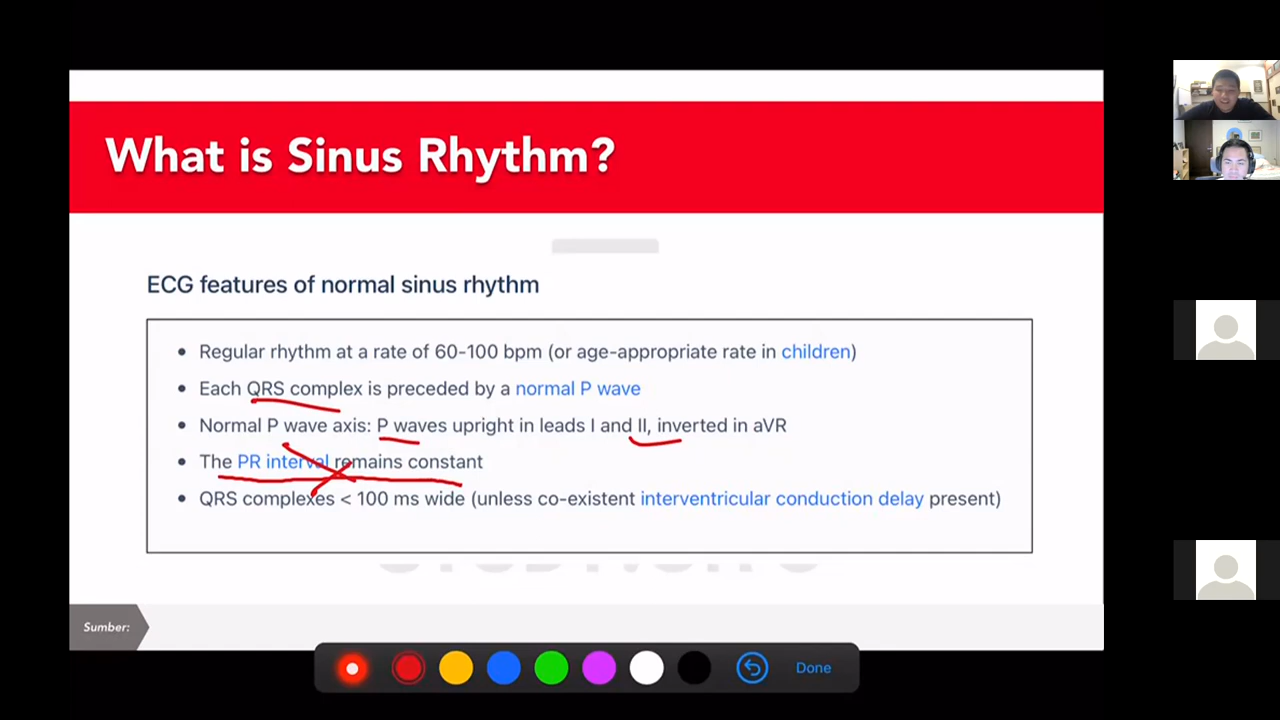 What is Sinus Rhythm?
ECG features of normal sinus rhythm
• Regular rhythm at a rate of 60-100 bpm (or age-appropriate rate in children)
• Each QRS complex is preceded by a normal P wave
• Normal P wave axis: P waves upright in leads I and II, inverted in aVR
• The PR interval remains constant
• QRS complexes < 100 ms wide (unless co-existent interventricular conduction delay present)
Sumber:
Done